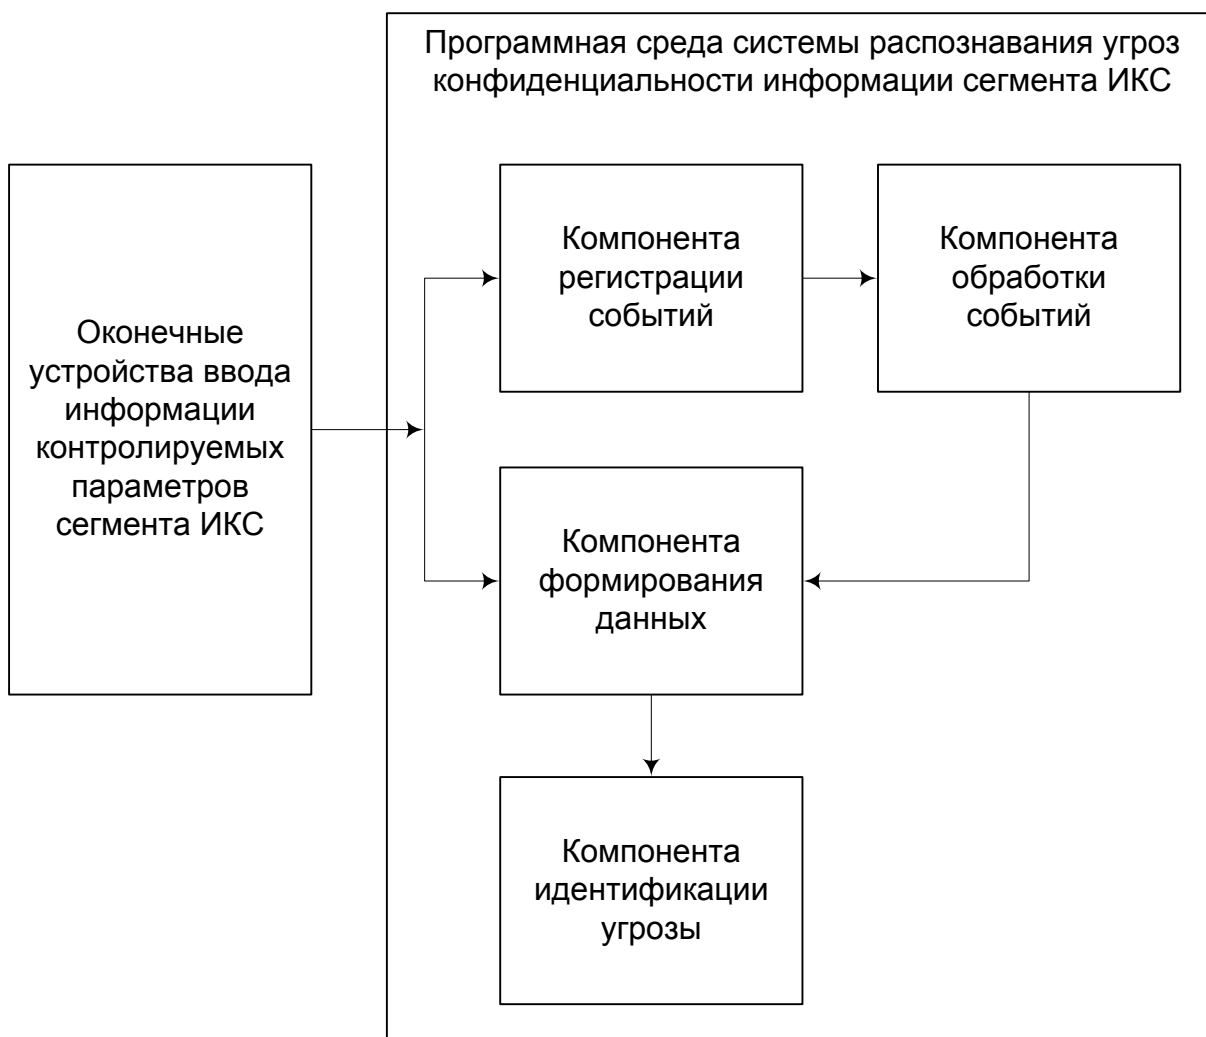 Программная среда системы распознавания угроз
конфиденциальности информации сегмента ИКС
Оконечные
устройства ввода
информации
контролируемых
параметров
сегмента ИКС
Компонента
регистрации
событий
Компонента
обработки
событий
Компонента
формирования
данных
Компонента
идентификации
угрозы